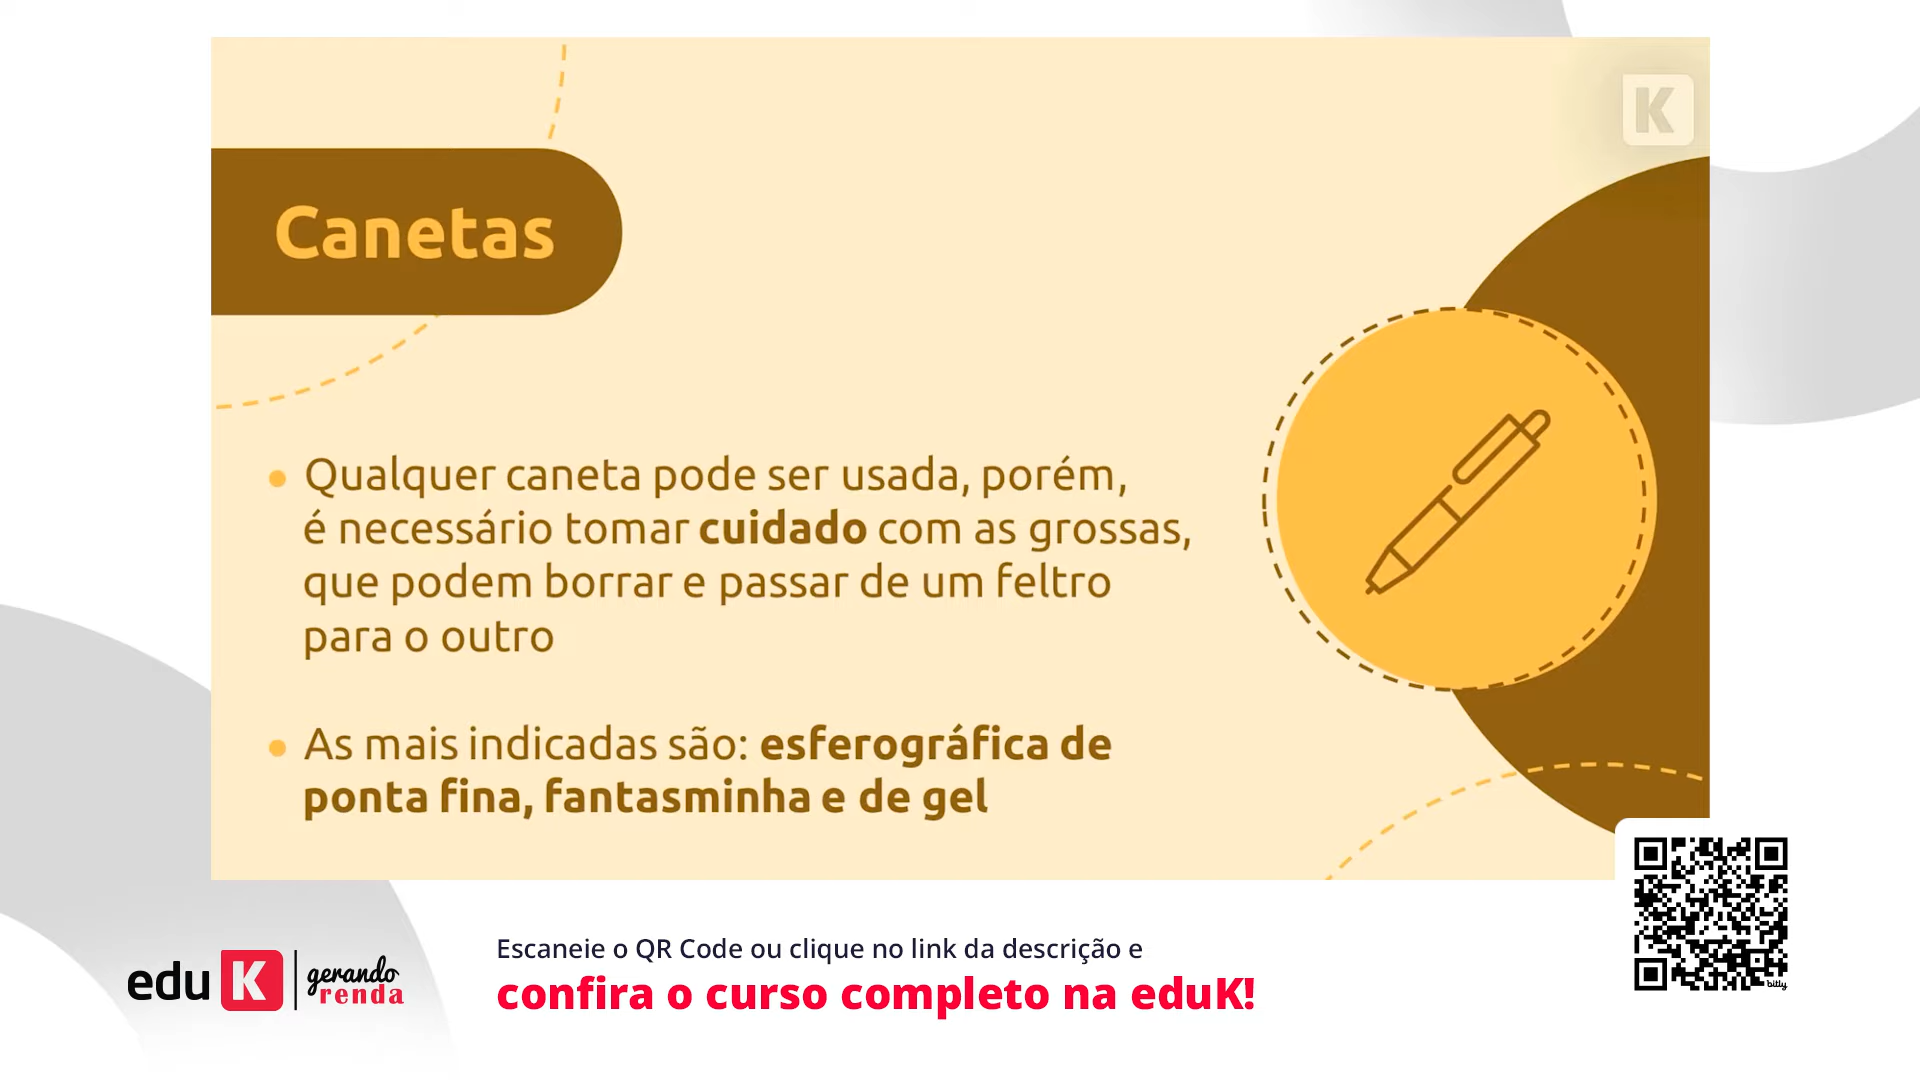 K
Canetas
Qualquer caneta pode ser usada, porém,
é necessário tomar cuidado com as grossas,
que podem borrar e passar de um feltro
para o outro
As mais indicadas são: esferográfica de
ponta fina, fantasminha e de gel
eduK
gerando
renda
Escaneie o QR Code ou clique no link da descrição e
confira o curso completo na eduK!
bitly